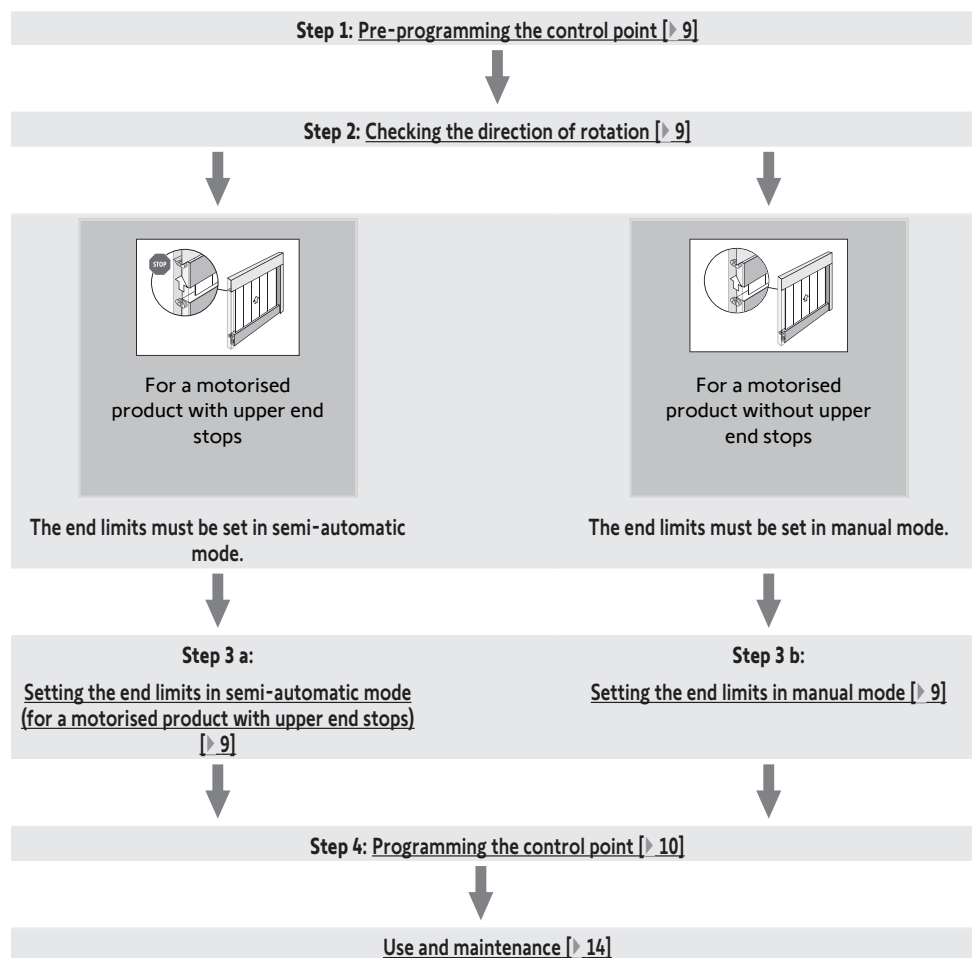 Step 1: Pre-programming the control point [▶ 9]
Step 2: Checking the direction of rotation [▶ 9]
STOP
For a motorised
product with upper end
stops
The end limits must be set in semi-automatic
mode.
For a motorised
product without upper
end stops
The end limits must be set in manual mode.
Step 3 a:
Setting the end limits in semi-automatic mode
(for a motorised product with upper end stops)
[▶ 9]
Step 3 b:
Setting the end limits in manual mode [▶ 9]
Step 4: Programming the control point [▶ 10]
Use and maintenance [▶ 14]